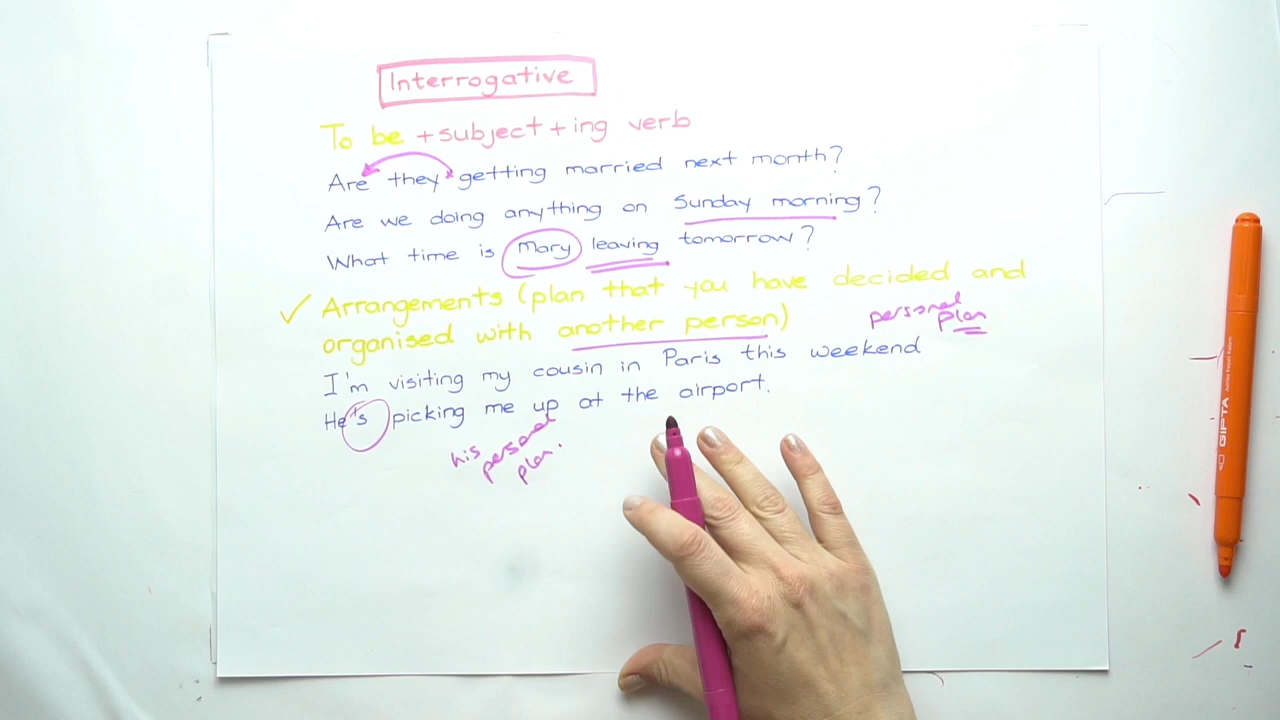 Interrogative
To be +subject+ing verb
Are they getting married next month?
Are we doing anything on Sunday morning?
What time is Mary leaving tomorrow?
✓ Arrangements (plan that you have decided and
organised with another person)
personal
plan
I'm visiting my cousin in Paris this weekend
He's picking me up at the airport.
his
personal
plan.
GIPTA